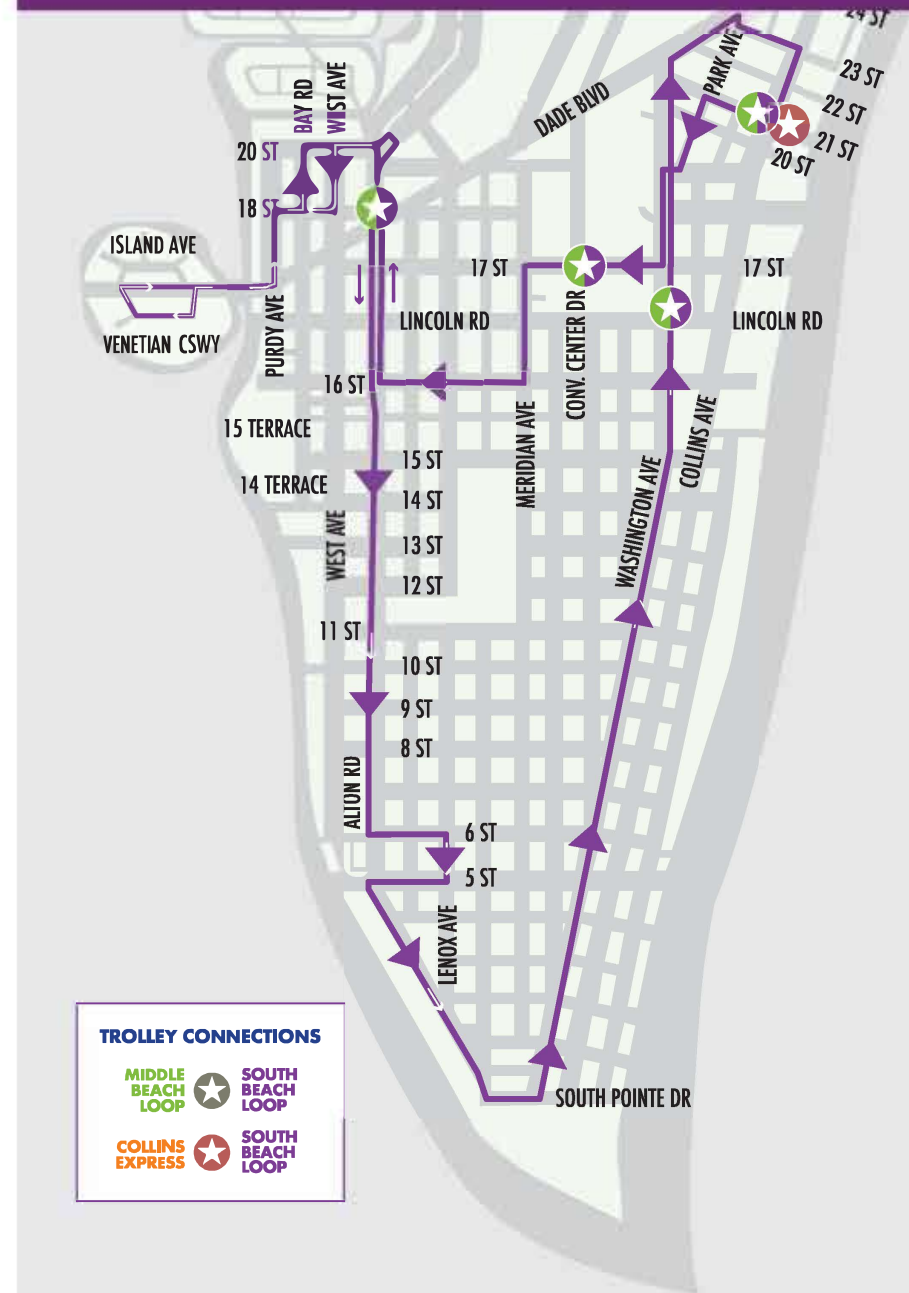 24 ST
23 ST
22 ST
21 ST
20 ST
PARK AVE
DADE BLVD
BAY RD
WEST AVE
20 ST
18 ST
ISLAND AVE
VENETIAN CSWY
PURDY AVE
17 ST
17 ST
LINCOLN RD
LINCOLN RD
CONV. CENTER DR
16 ST
MERIDIAN AVE
COLLINS AVE
WASHINGTON AVE
15 TERRACE
15 ST
14 TERRACE
14 ST
WEST AVE
13 ST
12 ST
11 ST
10 ST
9 ST
8 ST
ALTON RD
6 ST
5 ST
LENOX AVE
SOUTH POINTE DR
TROLLEY CONNECTIONS
MIDDLE
BEACH
LOOP
SOUTH
BEACH
LOOP
COLLINS
EXPRESS
SOUTH
BEACH
LOOP